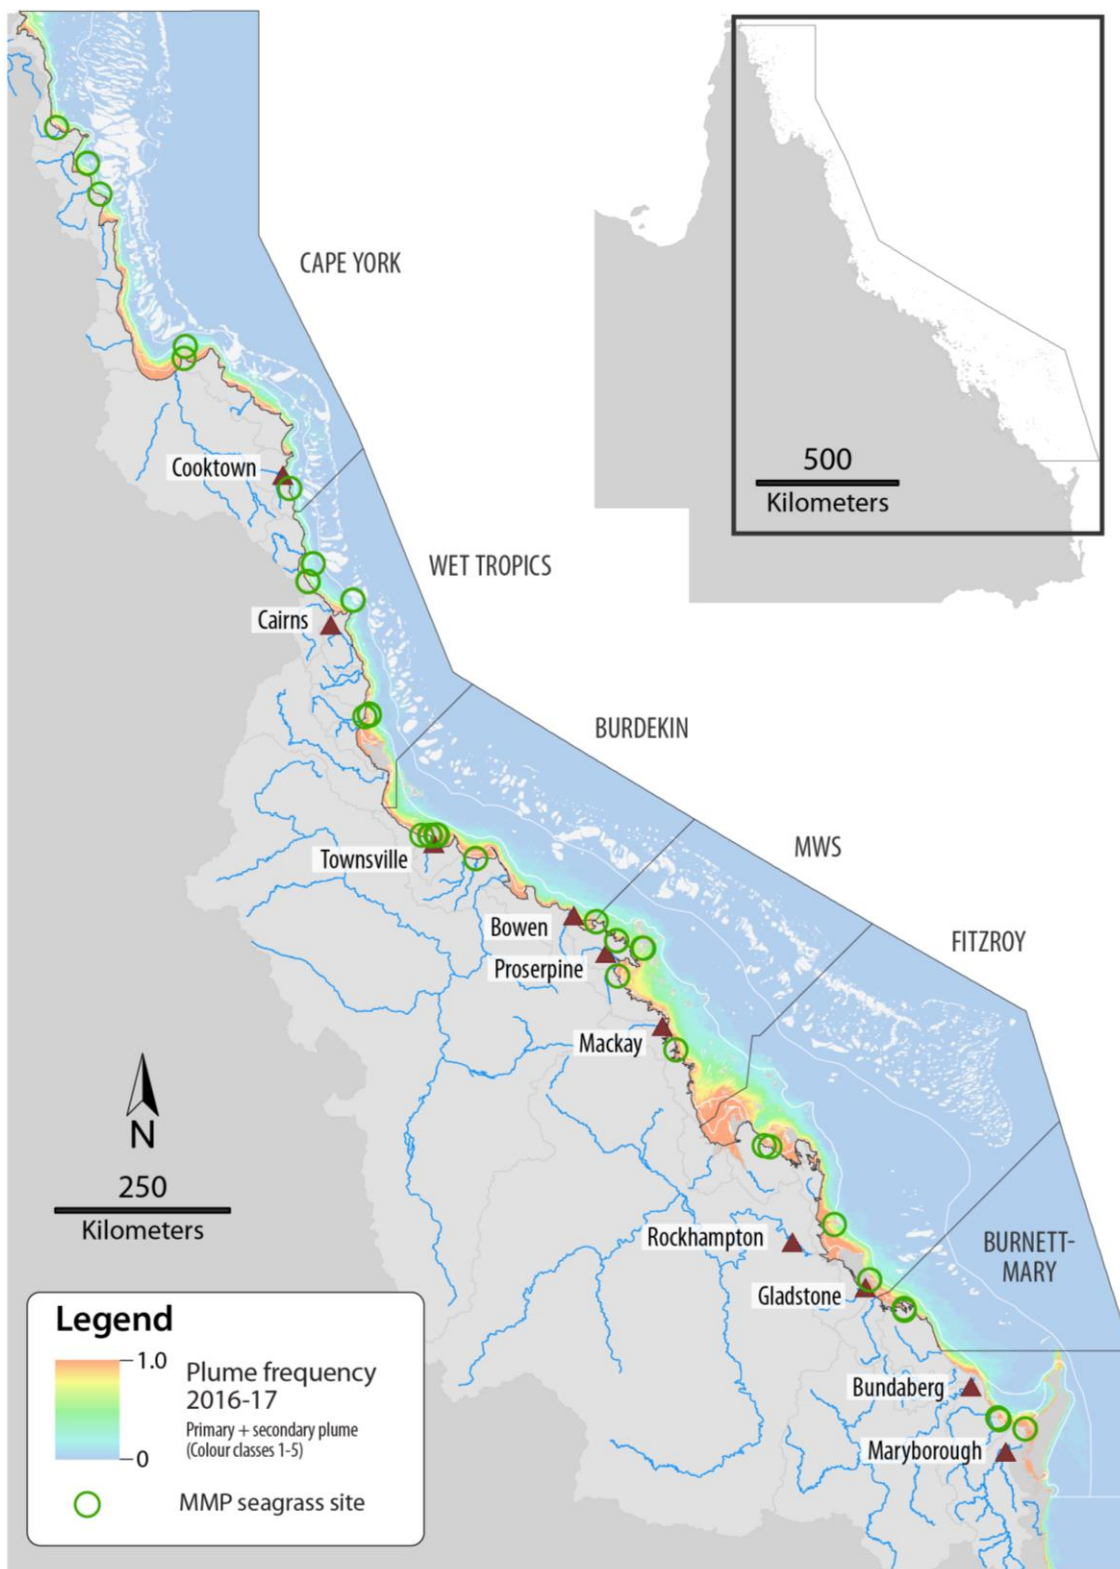 CAPE YORK
500
Kilometers
Cooktown
WET TROPICS
Cairns
BURDEKIN
MWS
Townsville
Bowen
FITZROY
Proserpine
Mackay
N
250
Kilometers
Rockhampton
BURNETT-
MARY
Gladstone
Legend
1.0
Plume frequency
2016-17
Primary + secondary plume
(Colour classes 1-5)
0
MMP seagrass site
Bundaberg
Maryborough